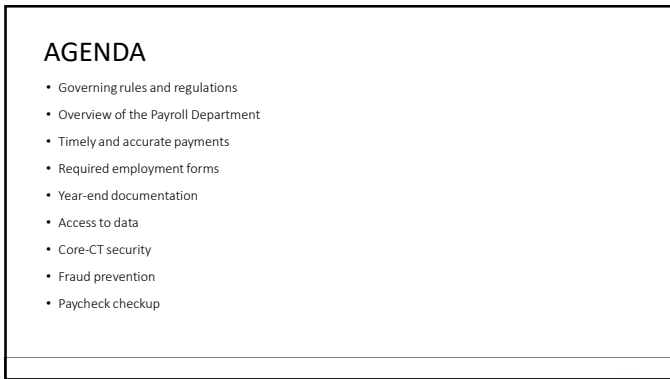 AGENDA
• Governing rules and regulations
• Overview of the Payroll Department
• Timely and accurate payments
• Required employment forms
• Year-end documentation
• Access to data
• Core-CT security
• Fraud prevention
• Paycheck checkup